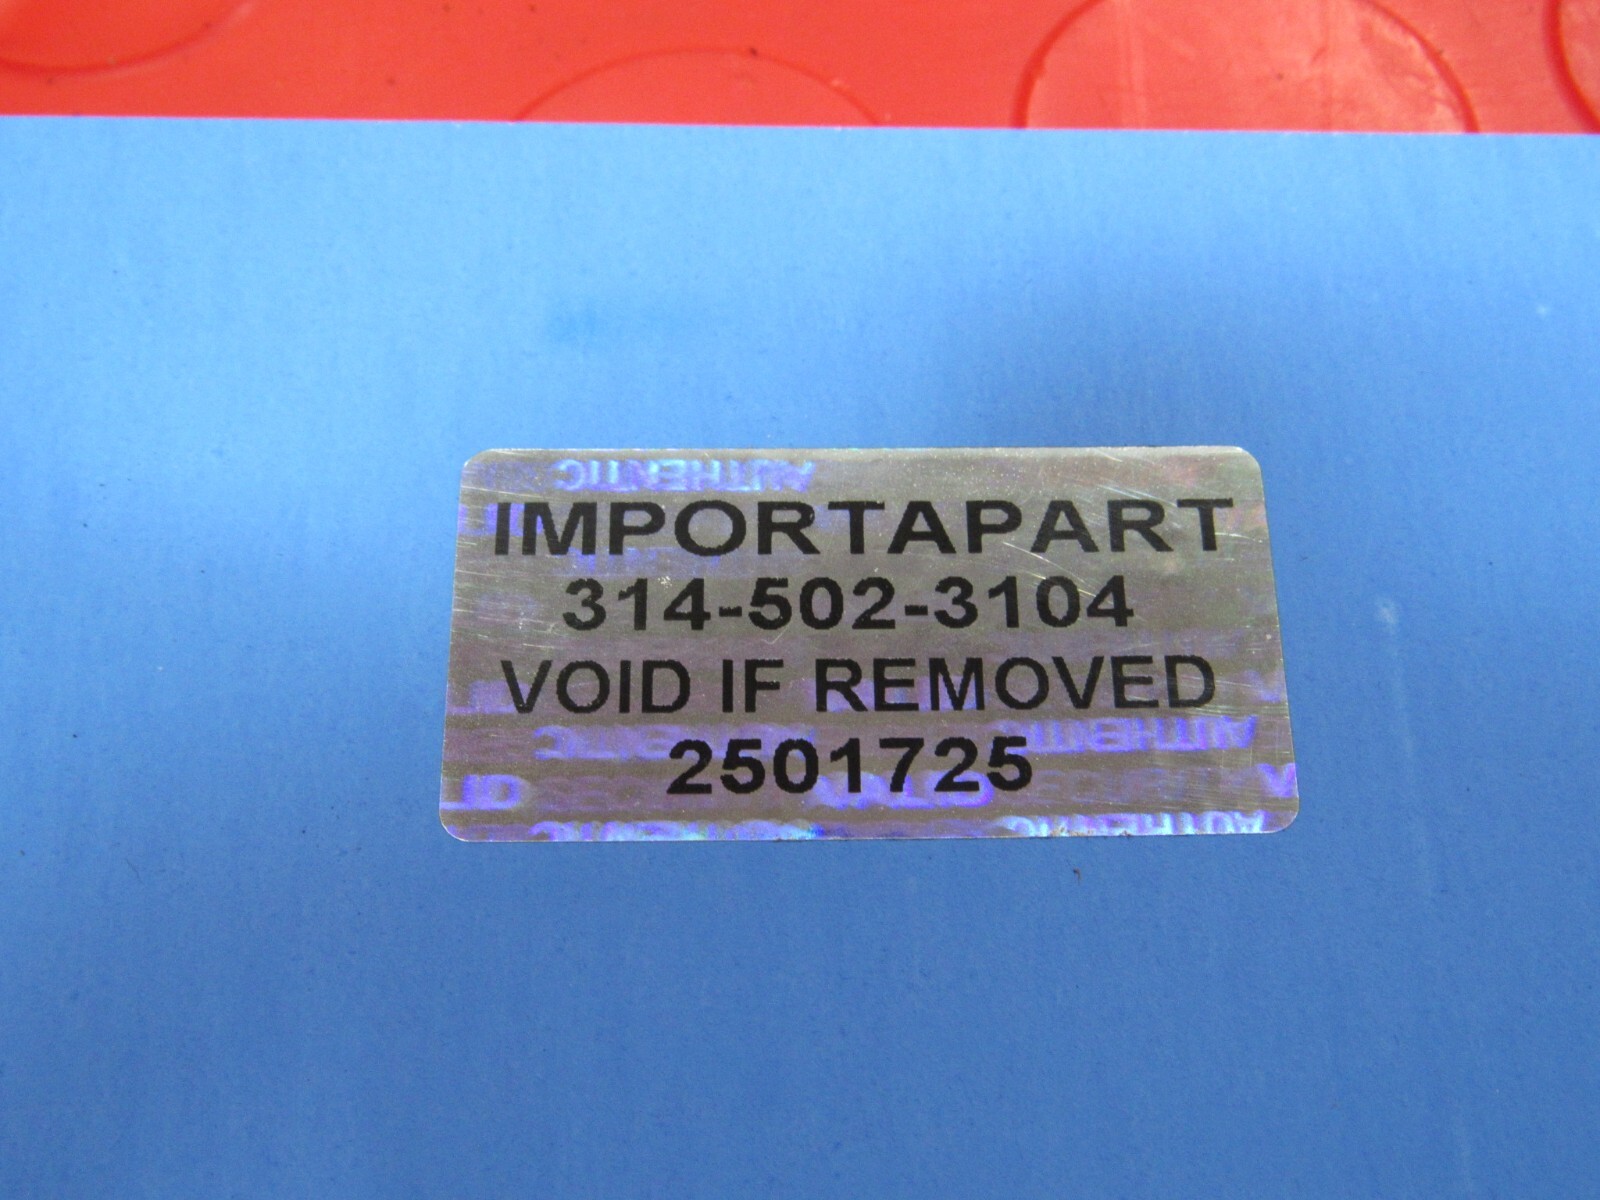 IMPORTAPART
314-502-3104
VOID IF REMOVED
2501725